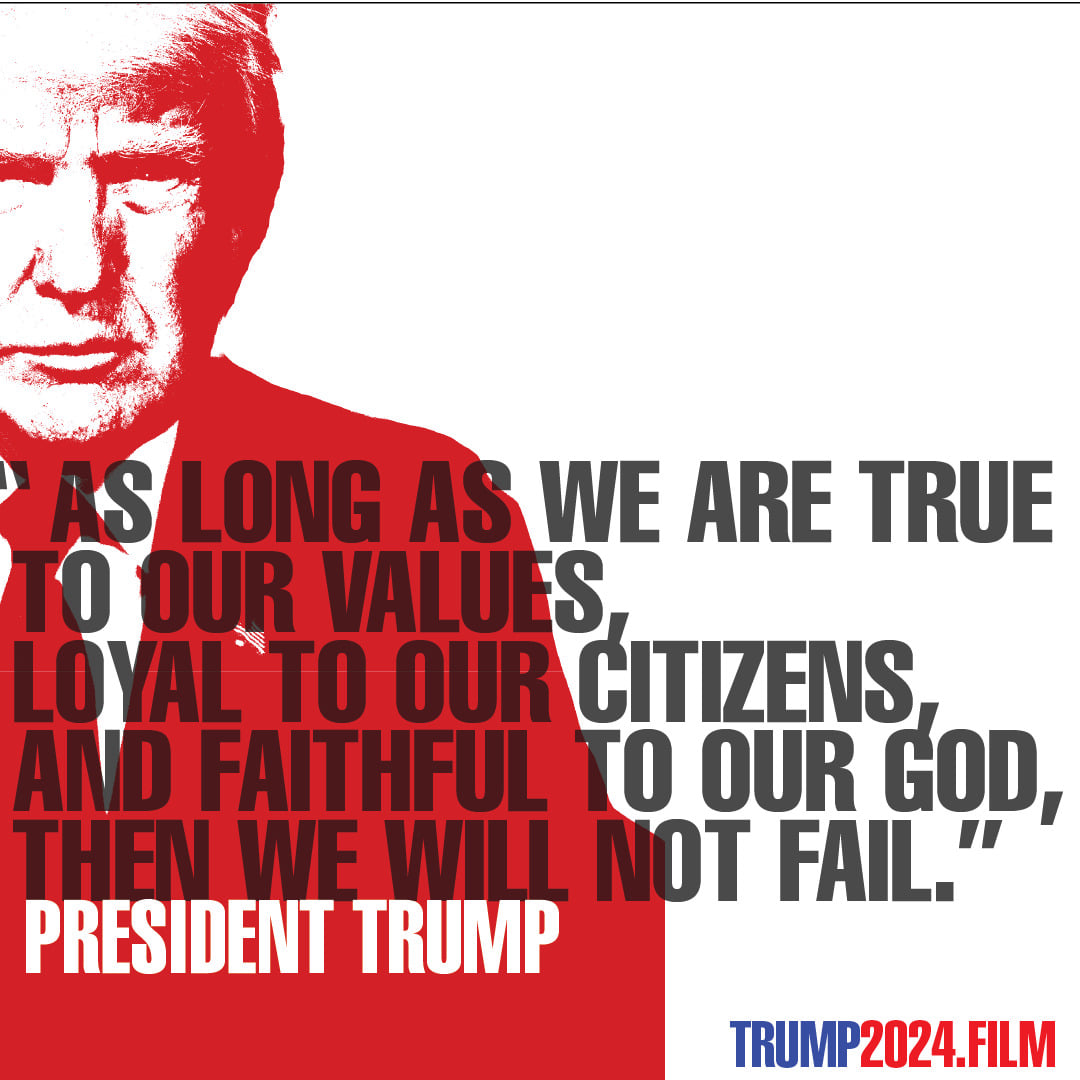 “AS LONG AS WE ARE TRUE
TO OUR VALUES,
LOYAL TO OUR CITIZENS,
AND FAITHFUL TO OUR GOD,
THEN WE WILL NOT FAIL.”
PRESIDENT TRUMP
TRUMP2024.FILM